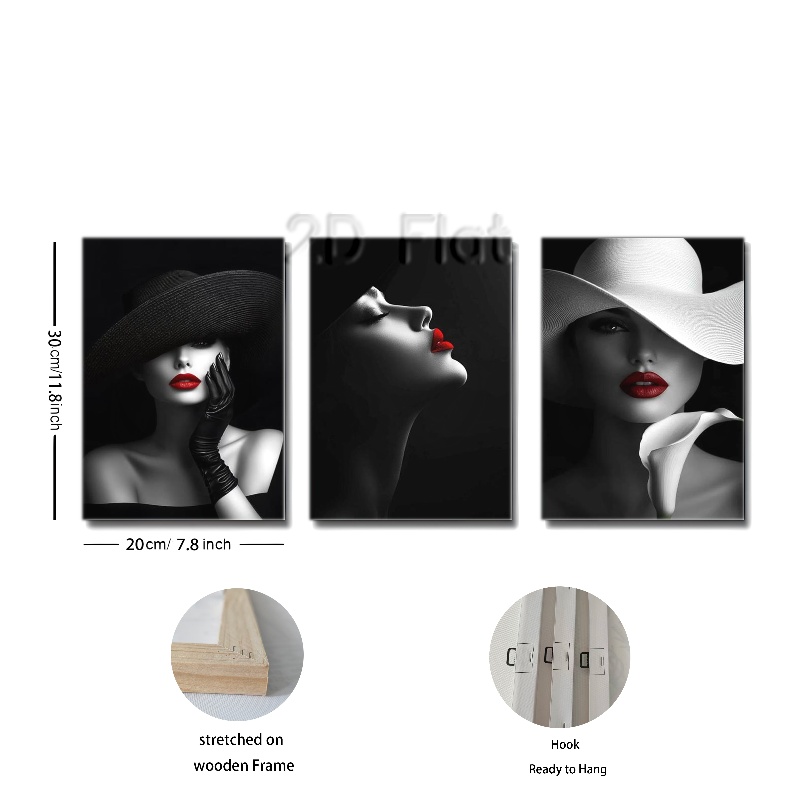 2D Flat
30cm/11.8inch
20cm/ 7.8 inch
stretched on
wooden Frame
Hook
Ready to Hang